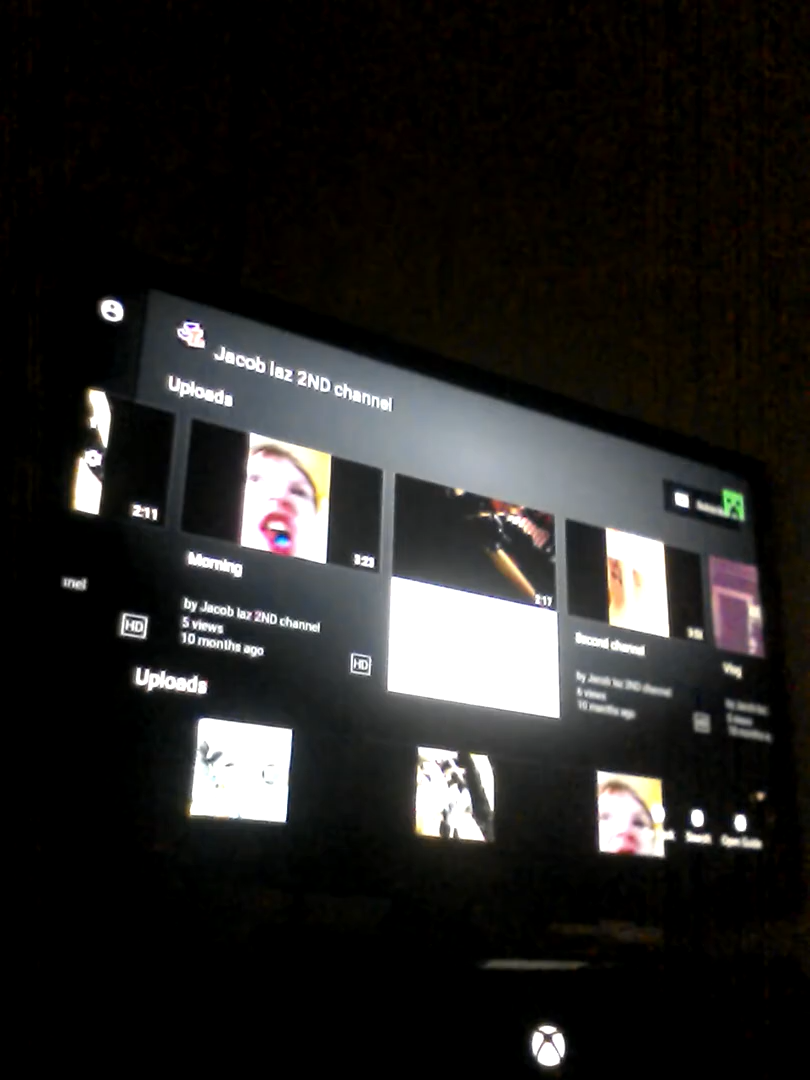 Jacob laz 2ND channel
Uploads
2:11
3:23
2:17
Morning
Second channel
by Jacob laz 2ND channel
5 views
10 months ago
HD
HD
by Jacob laz 2ND channel
6 views
10 months ago
Vlog
Uploads
Search
Open Guide